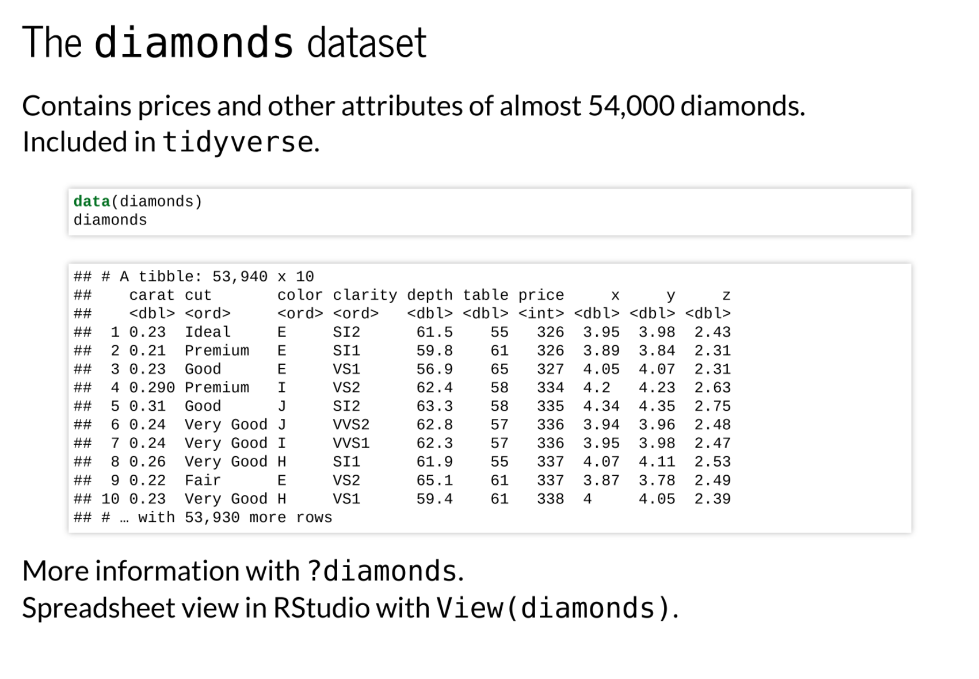 The diamonds dataset
Contains prices and other attributes of almost 54,000 diamonds.
Included in tidyverse.
data(diamonds)
diamonds
## # A tibble: 53,940 x 10
##    carat cut       color clarity depth table price     x     y     z
##    <dbl> <ord>     <ord> <ord>   <dbl> <dbl> <int> <dbl> <dbl> <dbl>
##  1 0.23  Ideal     E     SI2      61.5    55   326  3.95  3.98  2.43
##  2 0.21  Premium   E     SI1      59.8    61   326  3.89  3.84  2.31
##  3 0.23  Good      E     VS1      56.9    65   327  4.05  4.07  2.31
##  4 0.290 Premium   I     VS2      62.4    58   334  4.2   4.23  2.63
##  5 0.31  Good      J     SI2      63.3    58   335  4.34  4.35  2.75
##  6 0.24  Very Good J     VVS2     62.8    57   336  3.94  3.96  2.48
##  7 0.24  Very Good I     VVS1     62.3    57   336  3.95  3.98  2.47
##  8 0.26  Very Good H     SI1      61.9    55   337  4.07  4.11  2.53
##  9 0.22  Fair      E     VS2      65.1    61   337  3.87  3.78  2.49
## 10 0.23  Very Good H     VS1      59.4    61   338  4     4.05  2.39
## # … with 53,930 more rows
More information with ?diamonds.
Spreadsheet view in RStudio with View(diamonds).